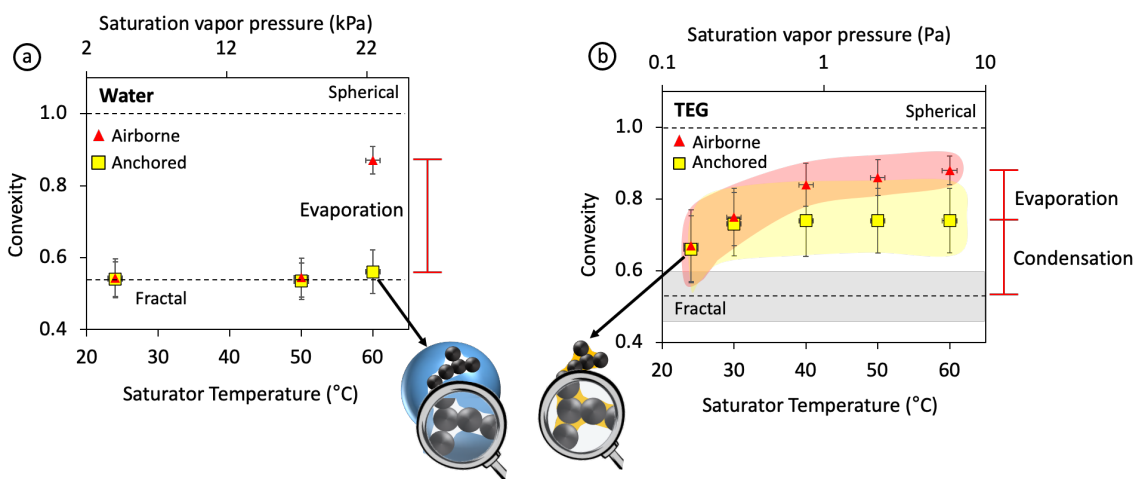 Saturation vapor pressure (kPa)
2 12 22
a
Water
Spherical
1.0
Airborne
Anchored
0.8
Evaporation
Convexity
0.6
Fractal
0.4
20 30 40 50 60
Saturator Temperature (°C)
Saturation vapor pressure (Pa)
0.1 1 10
b
TEG
Spherical
1.0
Airborne
Anchored
0.8
Evaporation
Convexity
Condensation
0.6
Fractal
0.4
20 30 40 50 60
Saturator Temperature (°C)